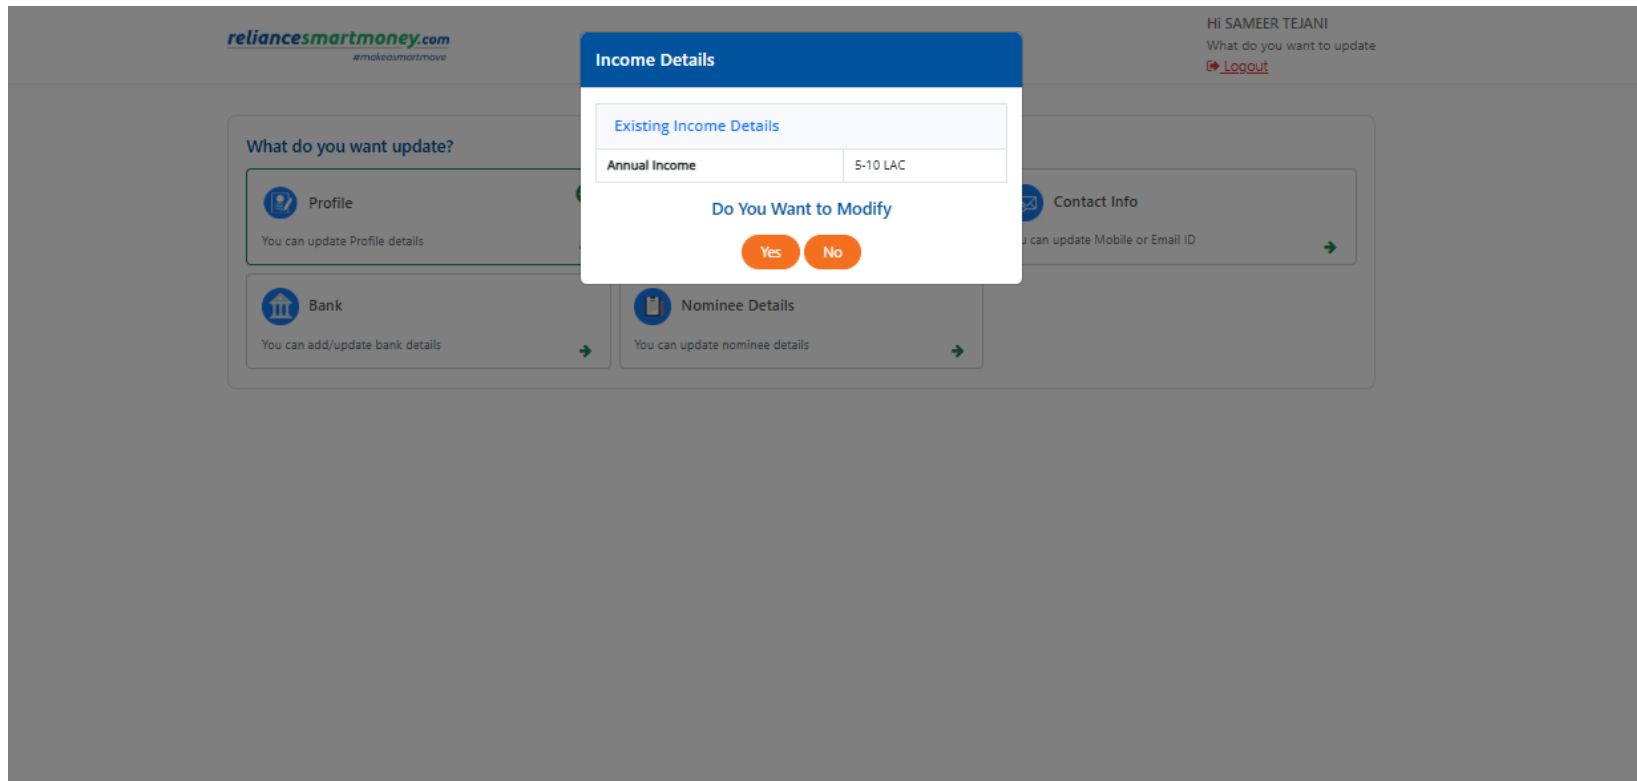 reliancesmartmoney.com
#makeasmartmove
Hi SAMEER TEJANI
What do you want to update
Logout
Income Details
Existing Income Details
Annual Income 5-10 LAC
Do You Want to Modify
Yes No
What do you want update?
Profile
You can update Profile details
Contact Info
can update Mobile or Email ID
Bank
You can add/update bank details
Nominee Details
You can update nominee details